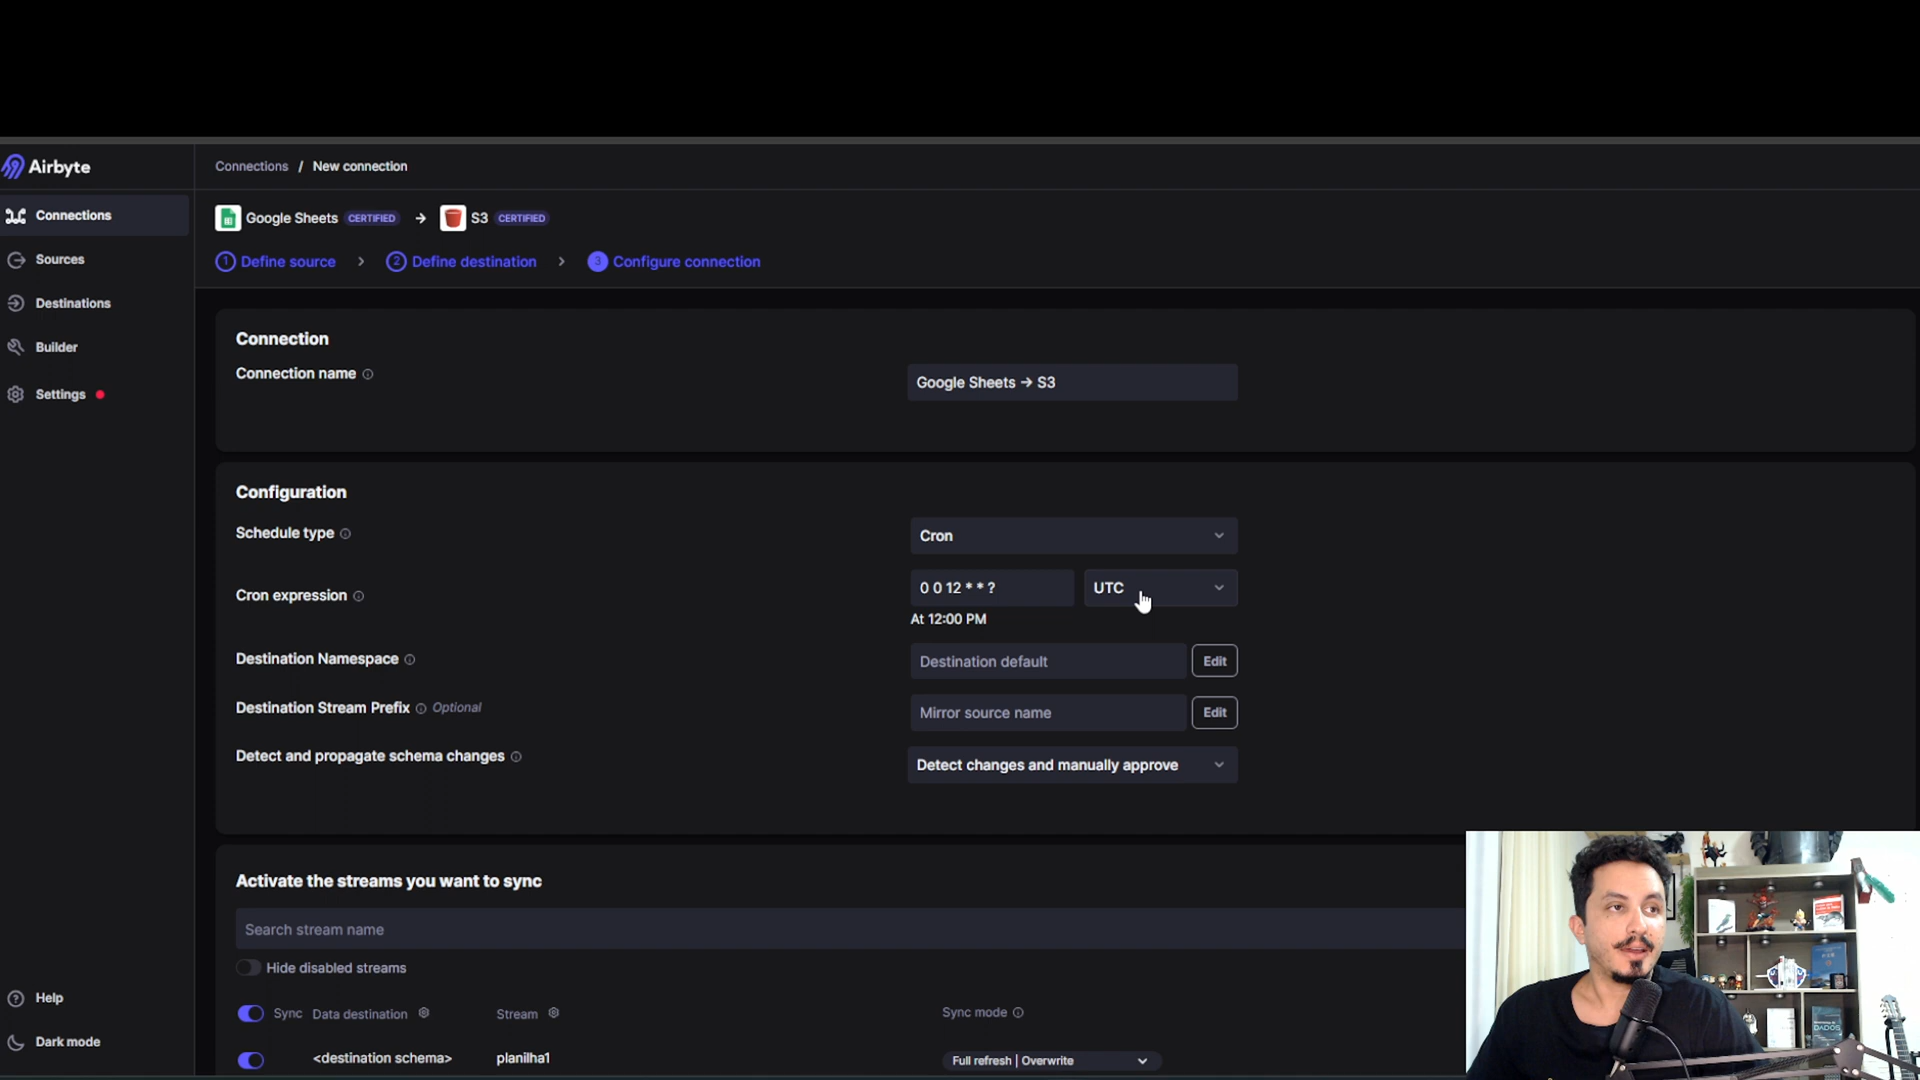 Airbyte
Connections / New connection
Connections
Google Sheets CERTIFIED → S3 CERTIFIED
Sources
1 Define source > 2 Define destination > 3 Configure connection
Destinations
Builder
Settings
Connection
Connection name
Google Sheets → S3
Configuration
Schedule type
Cron
Cron expression
0 0 12 * * ?
UTC
At 12:00 PM
Destination Namespace
Destination default
Edit
Destination Stream Prefix Optional
Mirror source name
Edit
Detect and propagate schema changes
Detect changes and manually approve
Activate the streams you want to sync
Search stream name
Hide disabled streams
Help
Sync Data destination Stream Sync mode
Dark mode
<destination schema> planilha1 Full refresh | Overwrite
DADOS